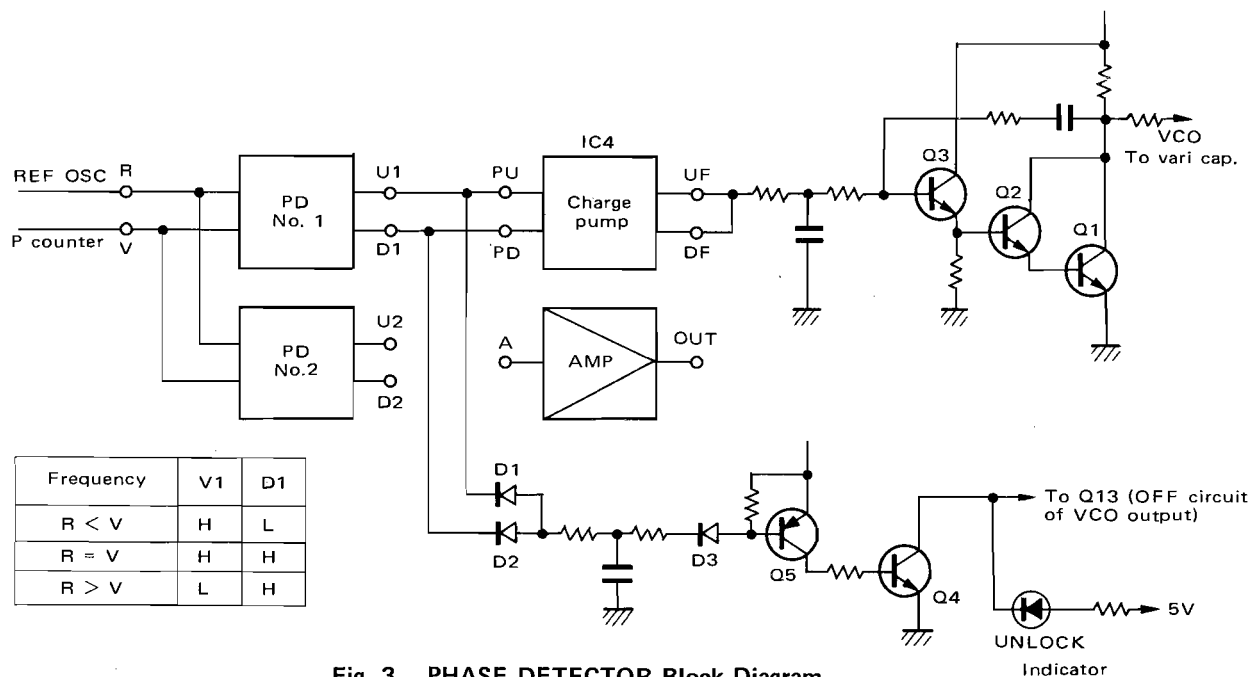 REF OSC
R
P counter
V
PD
No. 1
U1
D1
PD
No.2
U2
D2
PU
PD
IC4
Charge
pump
UF
DF
A
AMP
OUT
Q3
Q2
Q1
VCO
To vari cap.
Frequency V1 D1
R < V H L
R = V H H
R > V L H
D1
D2
D3
Q5
Q4
To Q13 (OFF circuit
of VCO output)
5V
UNLOCK
Indicator
Fig. 3 PHASE DETECTOR Block Diagram